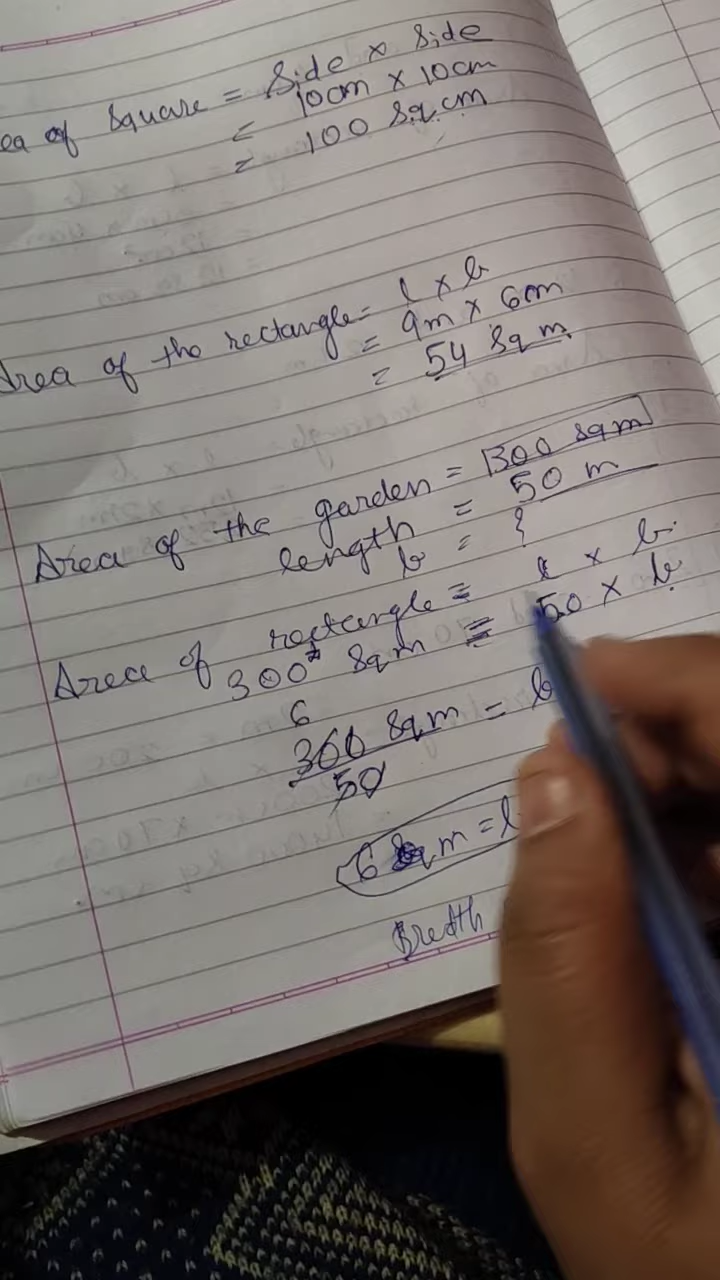 ea of square = Side × Side
= 10cm × 10cm
= 100 sq.cm
Area of the rectangle = l × b
= 9m × 6cm
= 54 sq m.
Area of the garden = 300 sq m
length = 50 m
b = ?
Area of rectangle = l × b.
300 sq m = 50 × b
6
300 sq m = b
50
6 m = b
Bredth